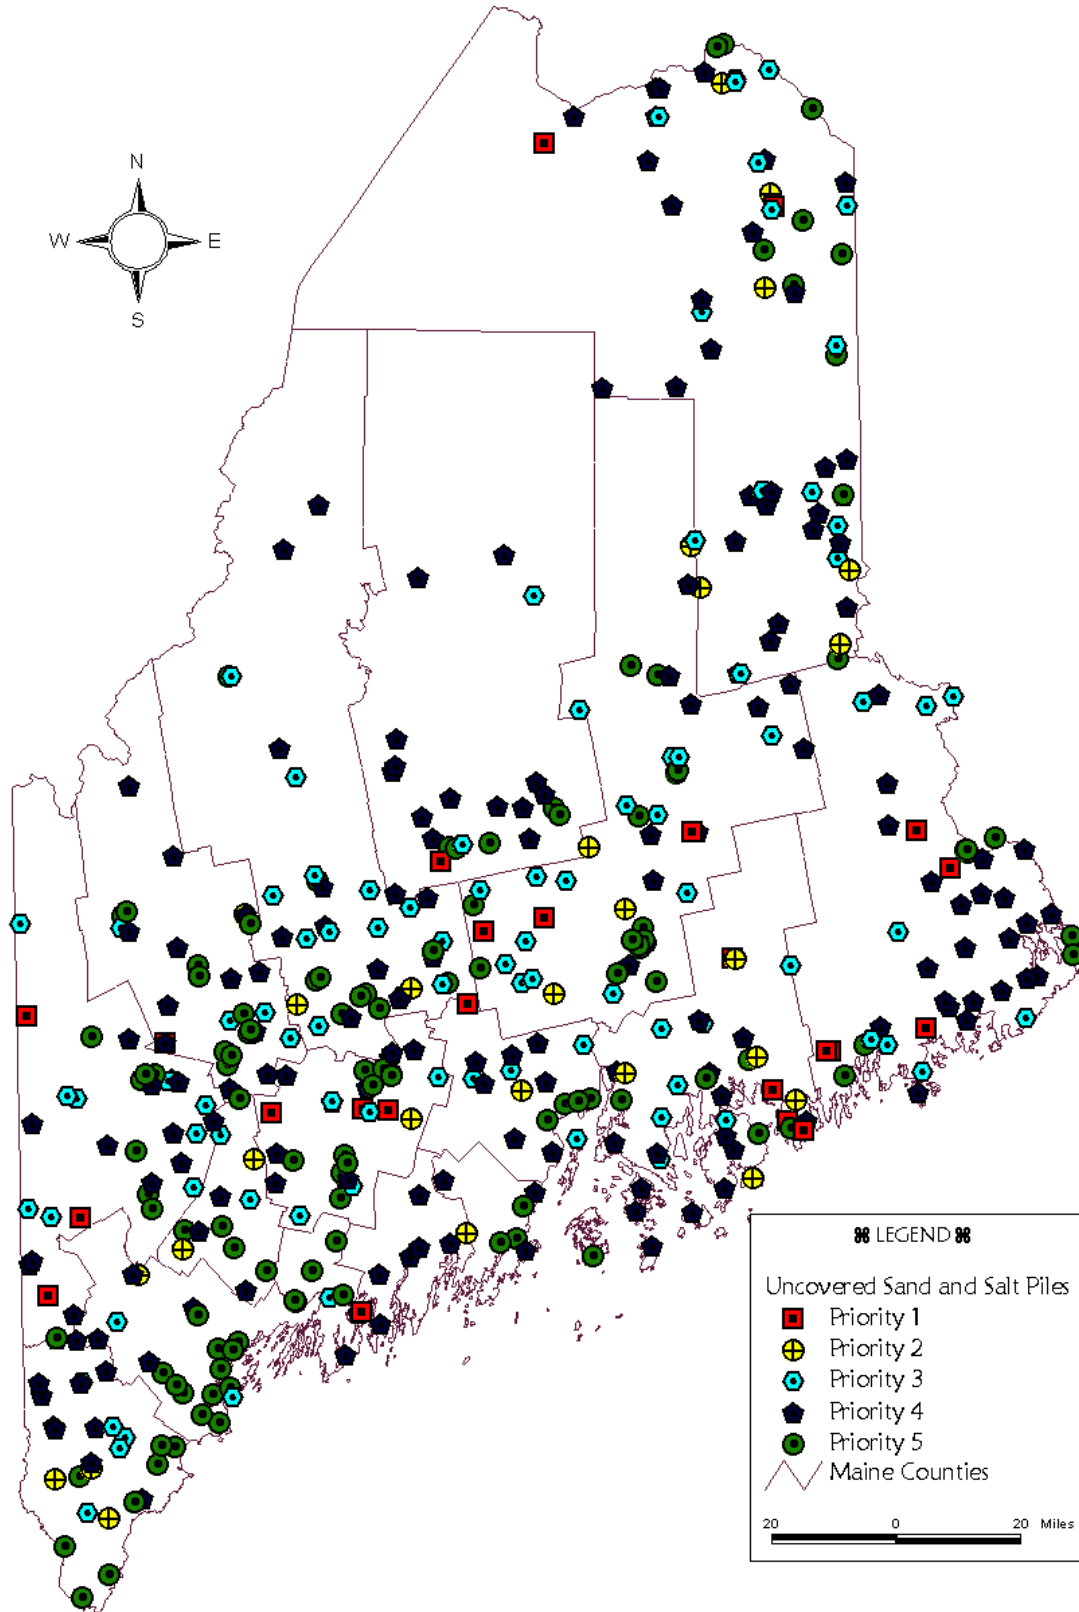 N
W E
S
⌘ LEGEND ⌘
Uncovered Sand and Salt Piles
Priority 1
Priority 2
Priority 3
Priority 4
Priority 5
Maine Counties
20 0 20 Miles